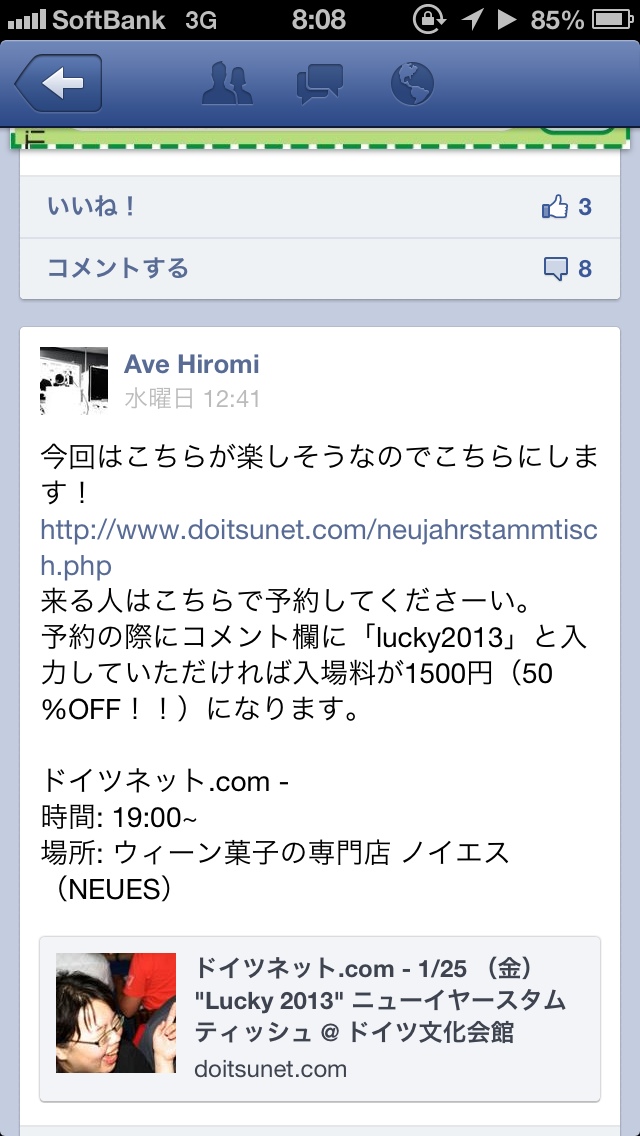 SoftBank 3G 8:08 85%
に
いいね！ 3
コメントする 8
Ave Hiromi
水曜日 12:41
今回はこちらが楽しそうなのでこちらにしま
す！
http://www.doitsunet.com/neujahrstammtisc
h.php
来る人はこちらで予約してくださーい。
予約の際にコメント欄に「lucky2013」と入
力していただければ入場料が1500円（50
%OFF！！）になります。
ドイツネット.com -
時間: 19:00~
場所: ウィーン菓子の専門店 ノイエス
（NEUES）
ドイツネット.com - 1/25 （金）
"Lucky 2013" ニューイヤースタム
ティッシュ @ ドイツ文化会館
doitsunet.com